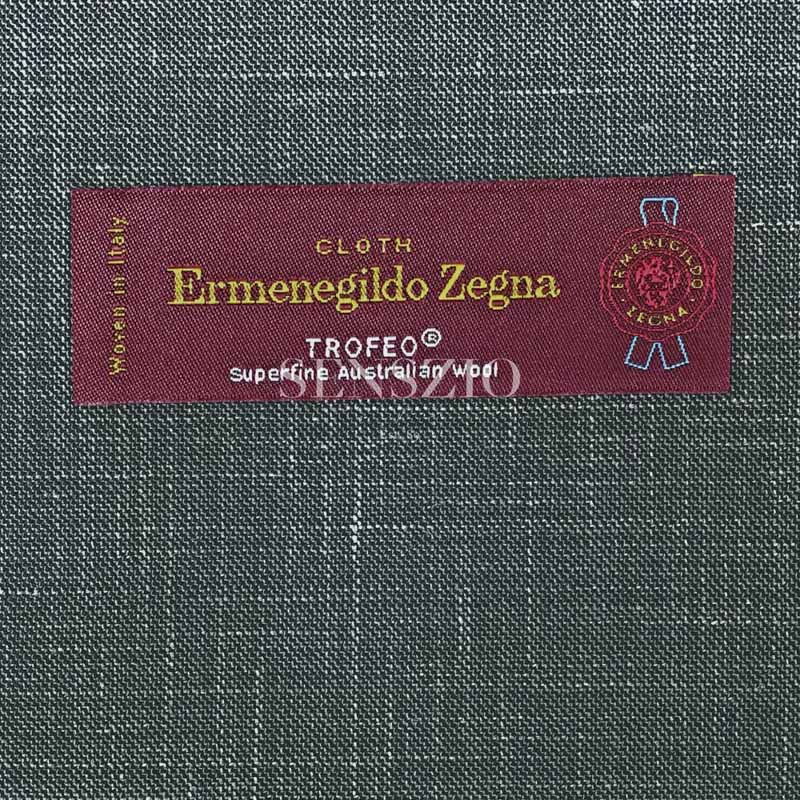 Woven in Italy
CLOTH
Ermenegildo Zegna
TROFEO®
Superfine Australian Wool
ERMENEGILDO
· ZEGNA ·
SENSZIO